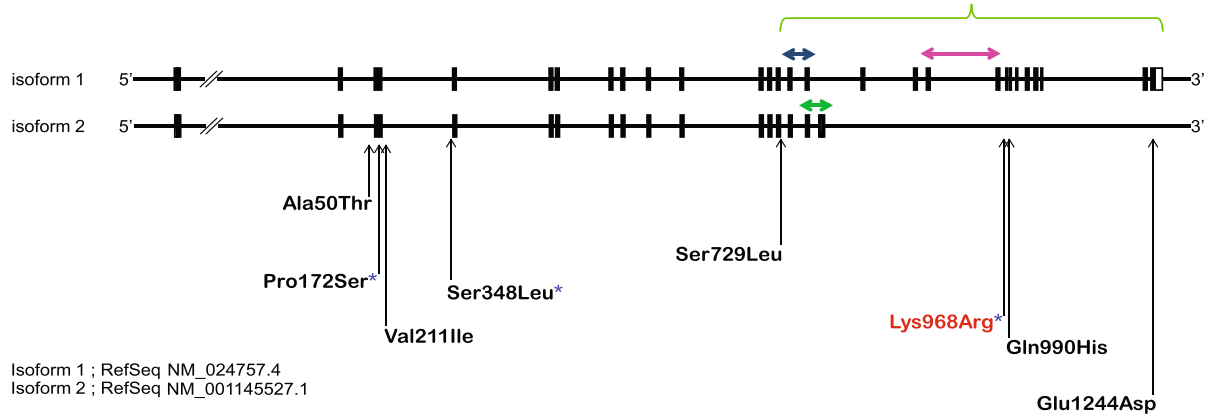 isoform 1 5’ 3’
isoform 2 5’ 3’
Ala50Thr
Ser729Leu
Pro172Ser*
Ser348Leu*
Lys968Arg*
Val211Ile
Gln990His
Isoform 1 ; RefSeq NM_024757.4
Isoform 2 ; RefSeq NM_001145527.1
Glu1244Asp